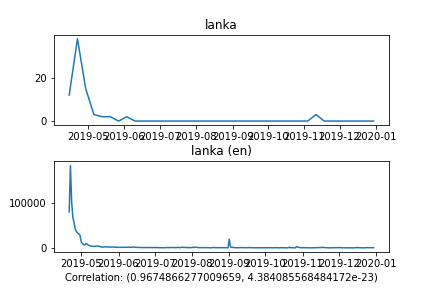 lanka
20
0
2019-05 2019-06 2019-07 2019-08 2019-09 2019-10 2019-11 2019-12 2020-01
lanka (en)
100000
0
2019-05 2019-06 2019-07 2019-08 2019-09 2019-10 2019-11 2019-12 2020-01
Correlation: (0.9674866277009659, 4.384085568484172e-23)